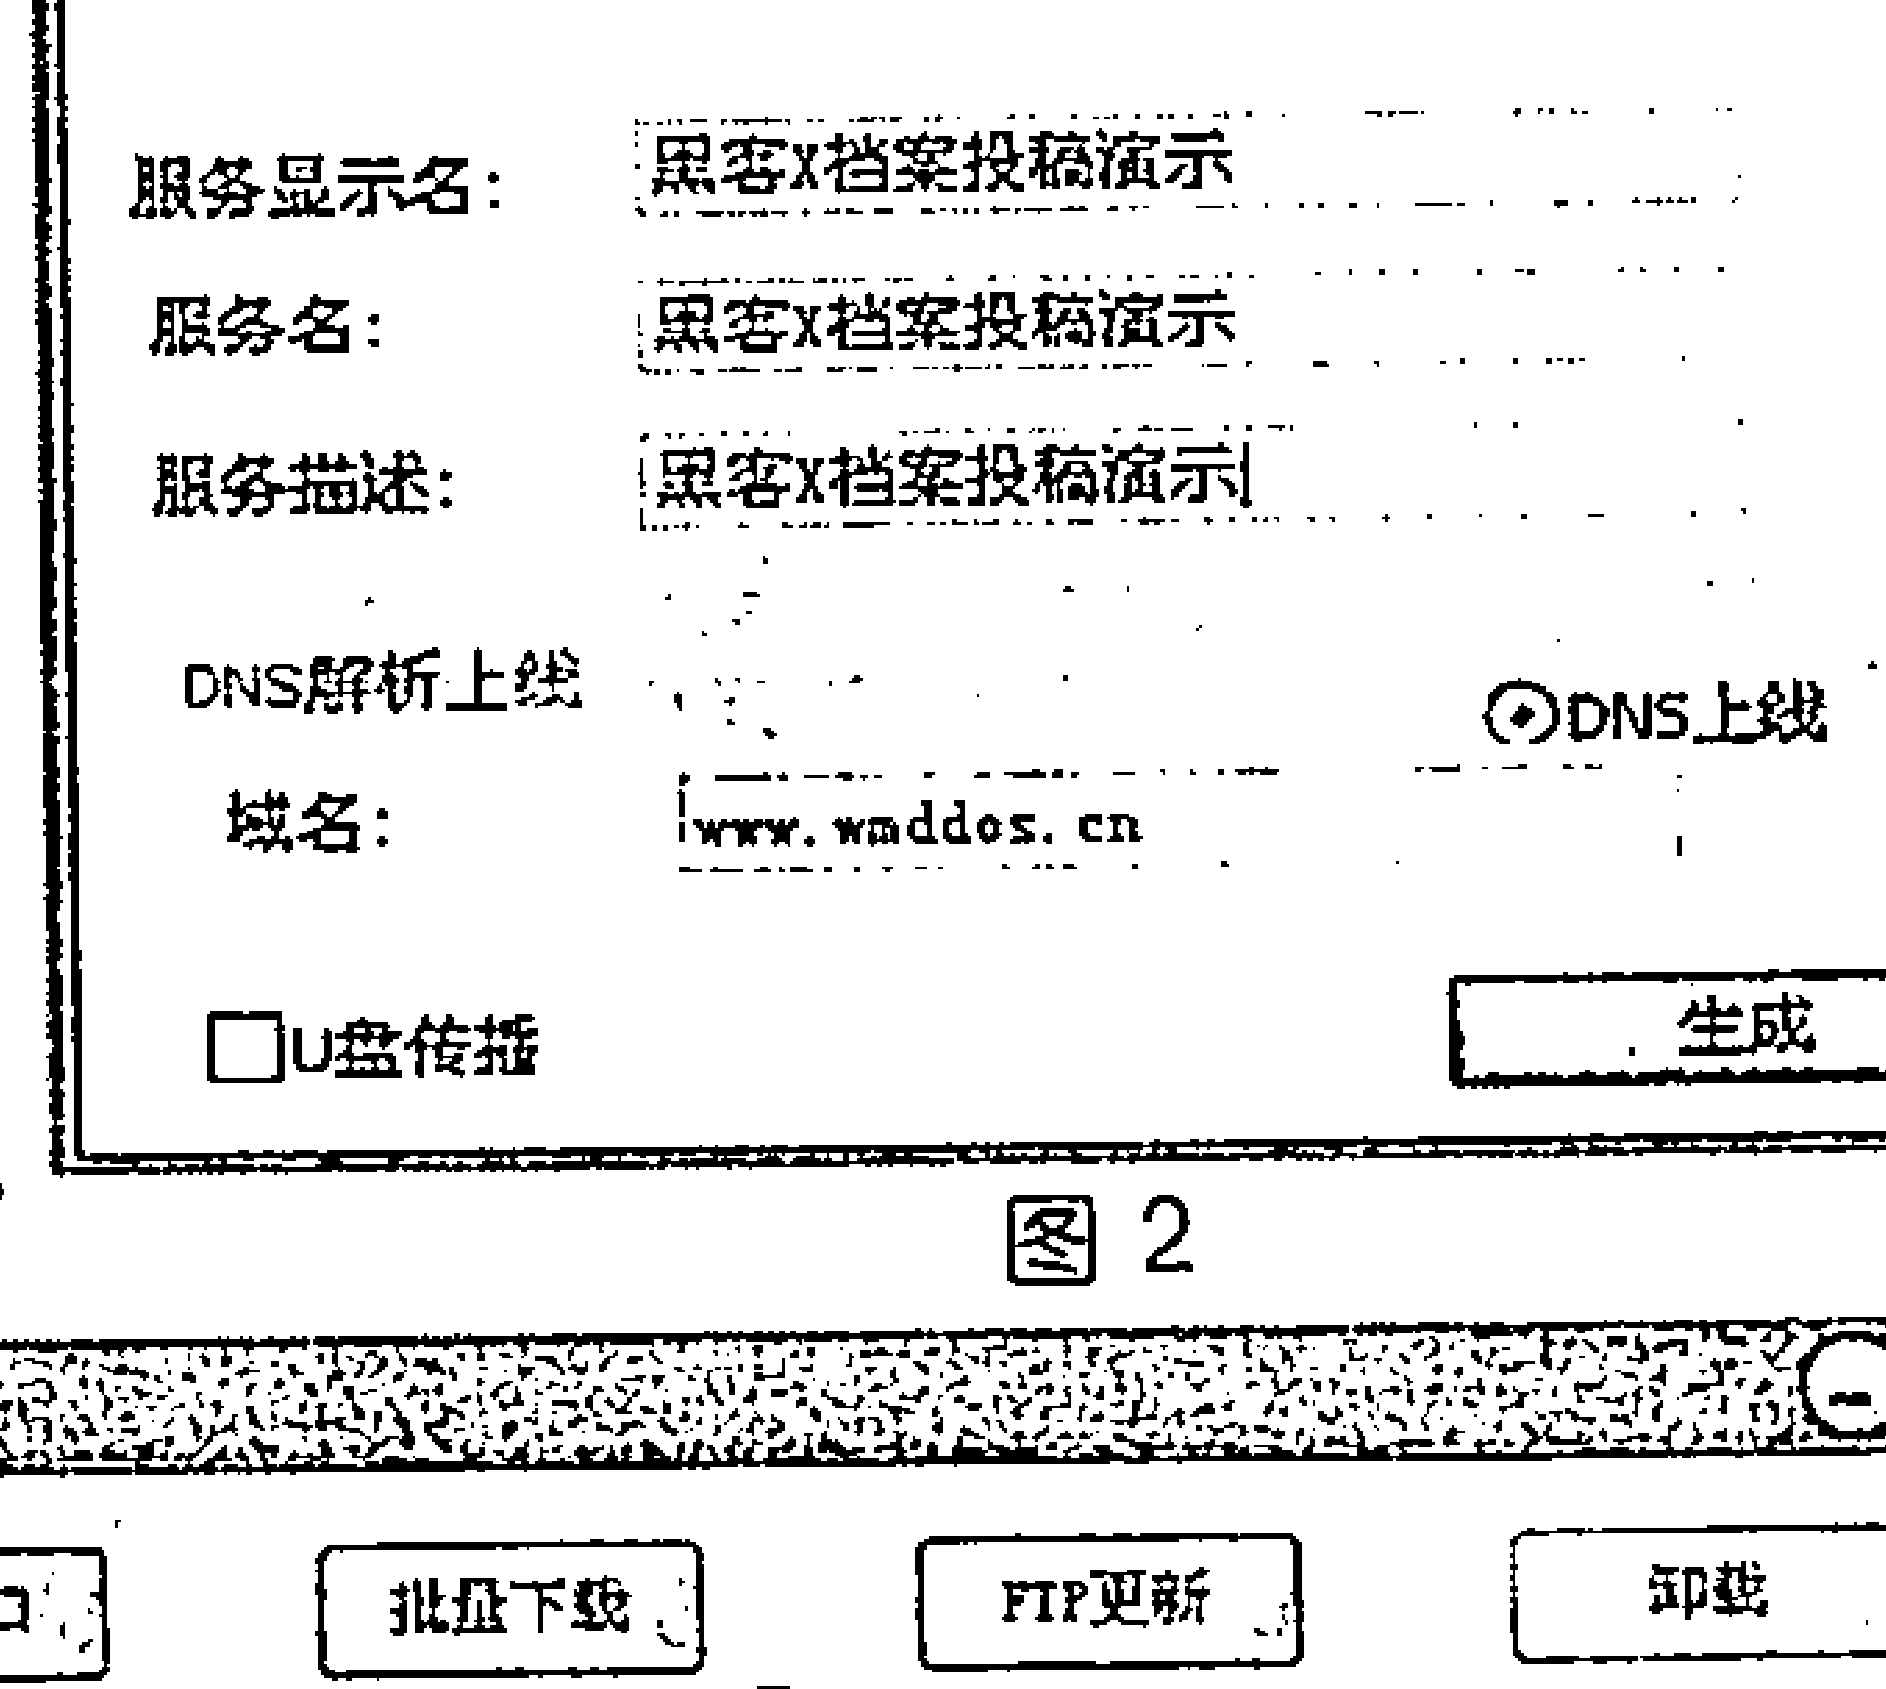 服务显示名: 黑客X档案投稿演示
服务名: 黑客X档案投稿演示
服务描述: 黑客X档案投稿演示
DNS解析上线
DNS上线
域名: www.wmddos.cn
U盘传播
生成
图 2
批量下载 FTP更新 卸载